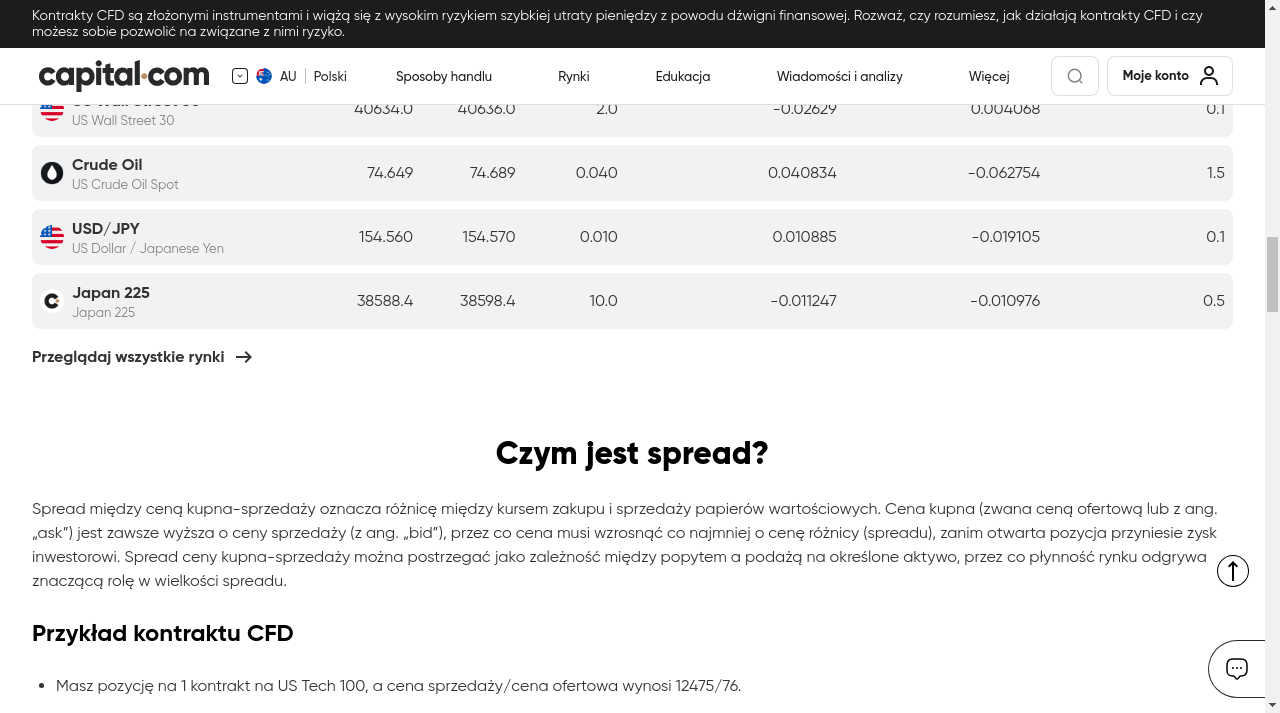 Kontrakty CFD są złożonymi instrumentami i wiążą się z wysokim ryzykiem szybkiej utraty pieniędzy z powodu dźwigni finansowej. Rozważ, czy rozumiesz, jak działają kontrakty CFD i czy
możesz sobie pozwolić na związane z nimi ryzyko.
capital.com AU Polski Sposoby handlu Rynki Edukacja Wiadomości i analizy Więcej Moje konto
40634.0 40636.0 2.0 -0.02629 0.004068 0.1
US Wall Street 30
Crude Oil
US Crude Oil Spot
74.649 74.689 0.040 0.040834 -0.062754 1.5
USD/JPY
US Dollar / Japanese Yen
154.560 154.570 0.010 0.010885 -0.019105 0.1
Japan 225
Japan 225
38588.4 38598.4 10.0 -0.011247 -0.010976 0.5
Przeglądaj wszystkie rynki
Czym jest spread?
Spread między ceną kupna-sprzedaży oznacza różnicę między kursem zakupu i sprzedaży papierów wartościowych. Cena kupna (zwana ceną ofertową lub z ang.
„ask”) jest zawsze wyższa o ceny sprzedaży (z ang. „bid”), przez co cena musi wzrosnąć co najmniej o cenę różnicy (spreadu), zanim otwarta pozycja przyniesie zysk
inwestorowi. Spread ceny kupna-sprzedaży można postrzegać jako zależność między popytem a podażą na określone aktywo, przez co płynność rynku odgrywa
znaczącą rolę w wielkości spreadu.
Przykład kontraktu CFD
Masz pozycję na 1 kontrakt na US Tech 100, a cena sprzedaży/cena ofertowa wynosi 12475/76.